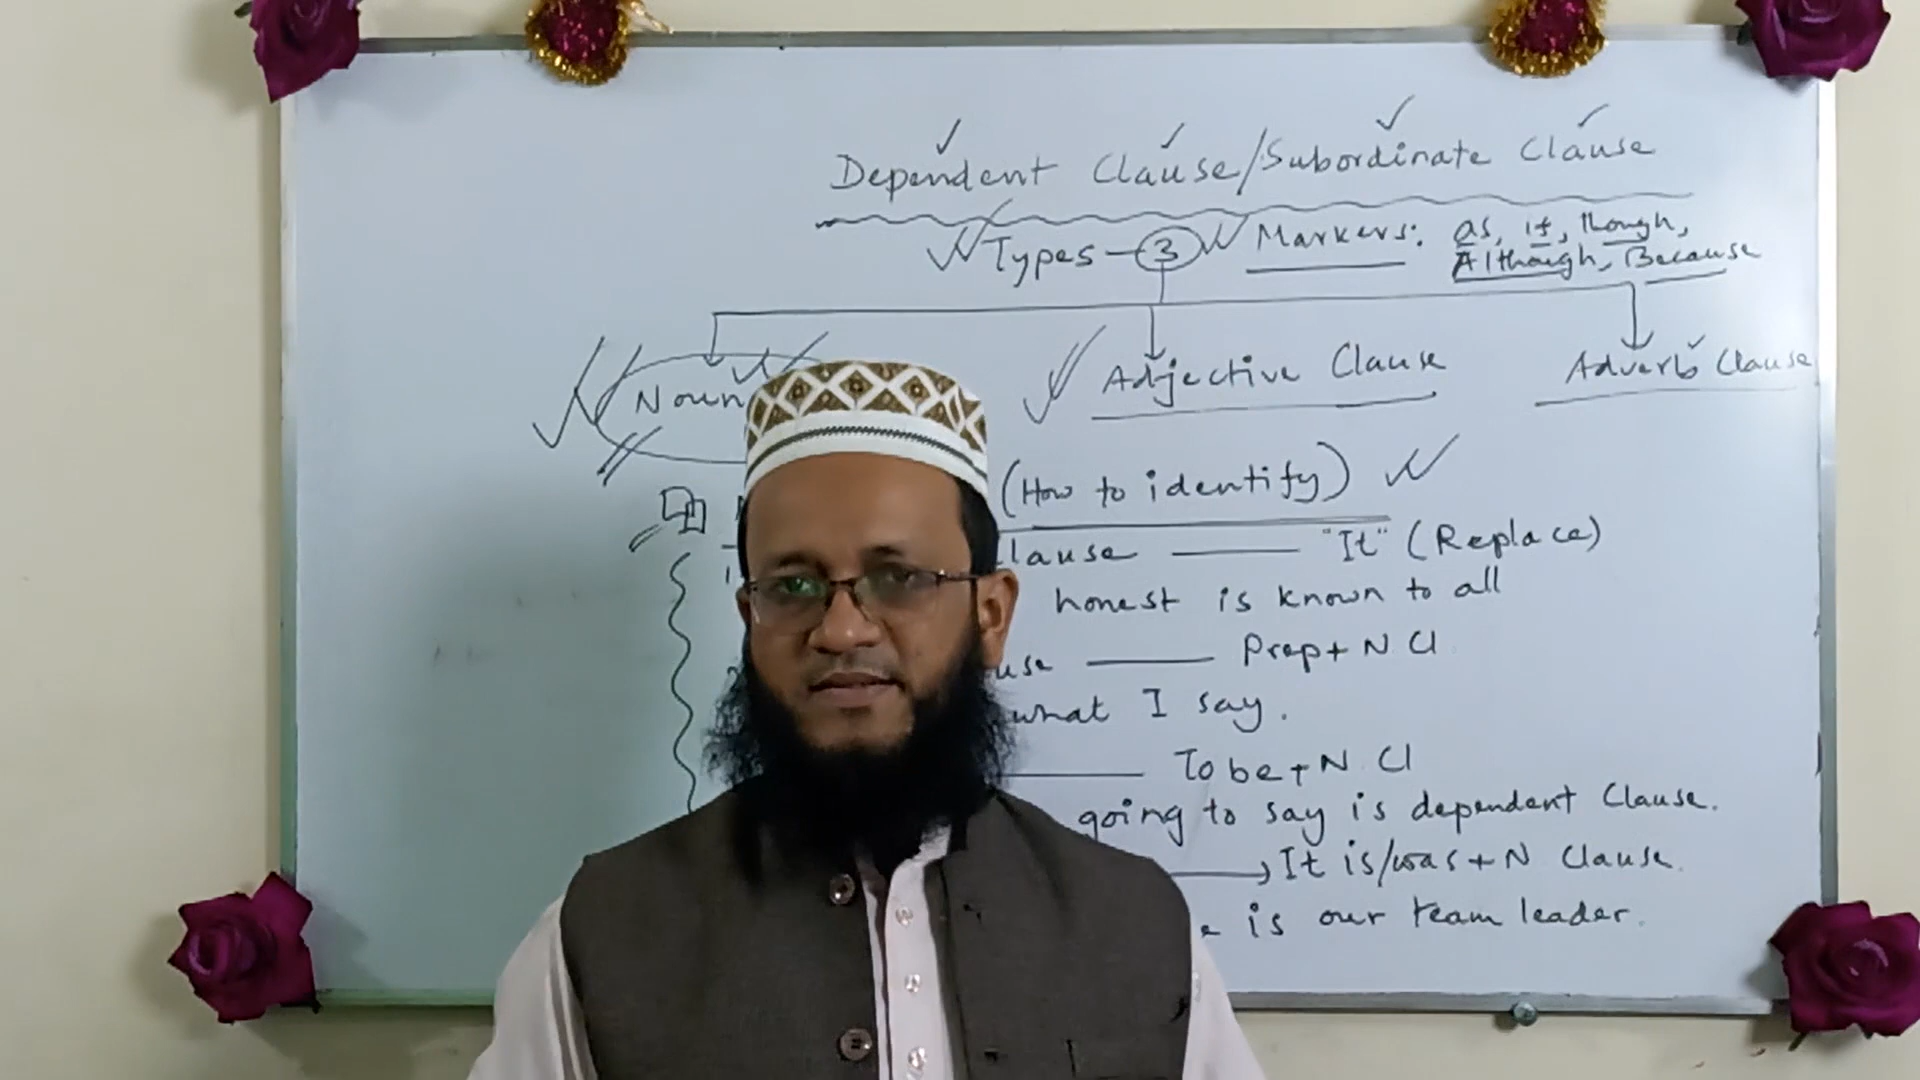 Dependent Clause/Subordinate Clause
Types - 3 Markers: as, if, though,
Although, Because
Noun Adjective Clause Adverb Clause
(How to identify)
lause — "It" (Replace)
honest is known to all
use — Prep + N Cl
what I say.
— To be + N. Cl
going to say is dependent Clause.
It is/was + N Clause.
e is our team leader.